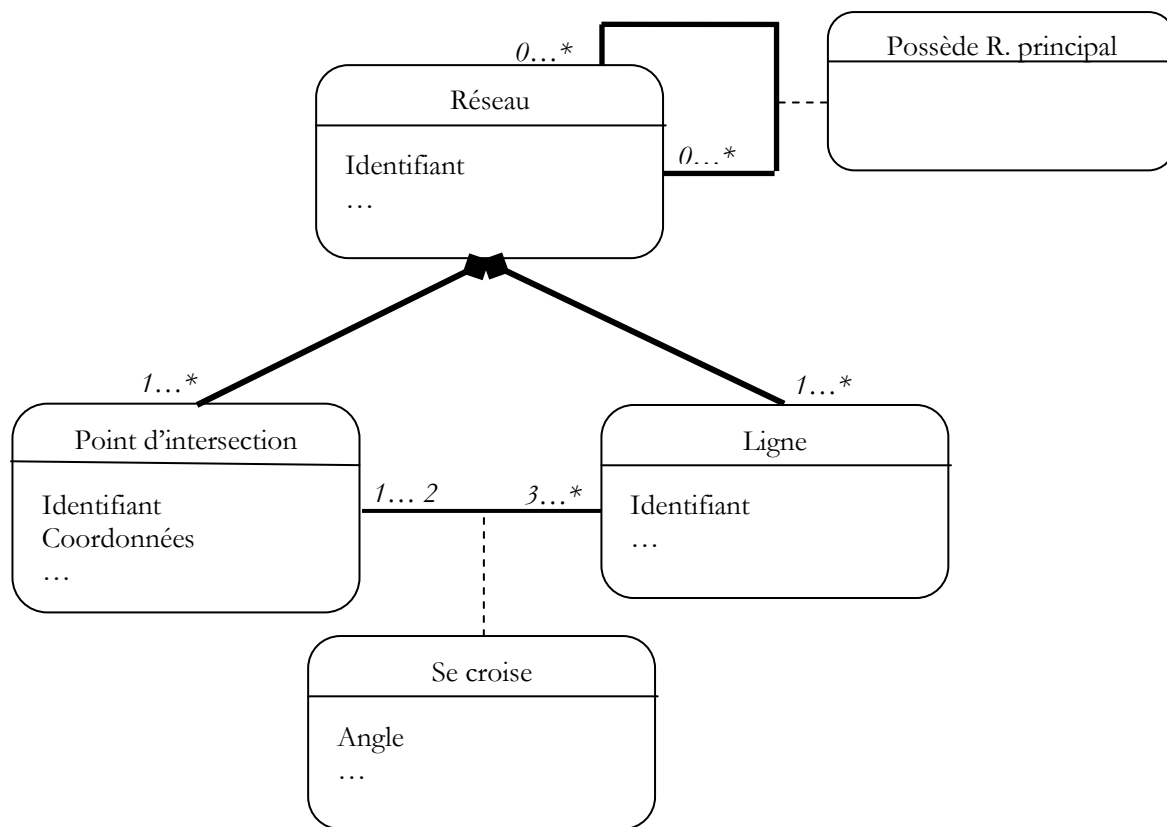 Possède R. principal
0…*
Réseau
0…*
Identifiant
…
1…*
1…*
Point d'intersection
Ligne
1… 2
3…*
Identifiant
Coordonnées
…
Identifiant
…
Se croise
Angle
…